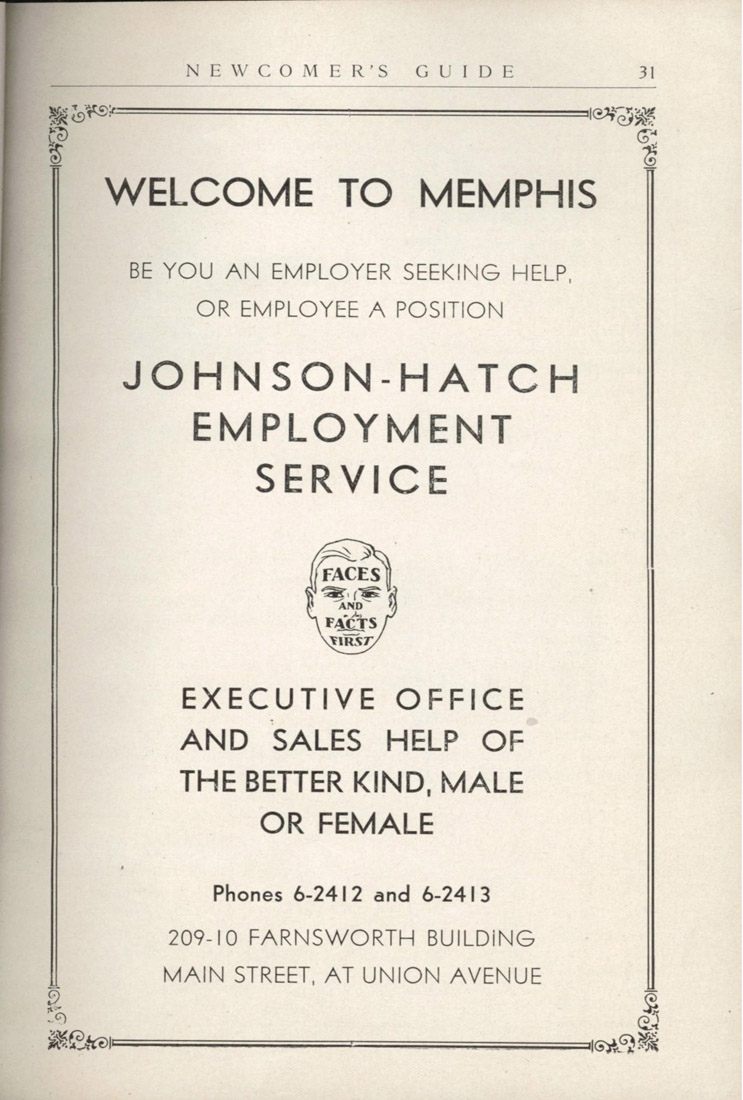 NEWCOMER'S GUIDE 31
WELCOME TO MEMPHIS
BE YOU AN EMPLOYER SEEKING HELP,
OR EMPLOYEE A POSITION
JOHNSON-HATCH
EMPLOYMENT
SERVICE
FACES
AND
FACTS
FIRST
EXECUTIVE OFFICE
AND SALES HELP OF
THE BETTER KIND, MALE
OR FEMALE
Phones 6-2412 and 6-2413
209-10 FARNSWORTH BUILDING
MAIN STREET, AT UNION AVENUE